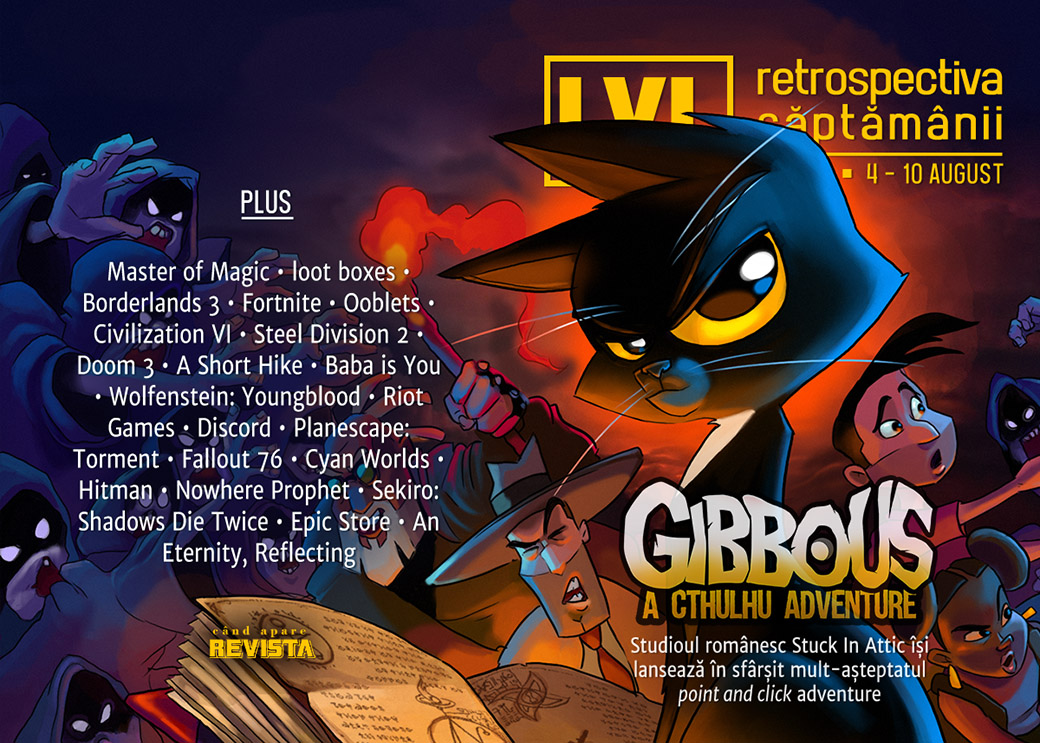 LVI
retrospectiva
săptămânii
4 - 10 AUGUST
PLUS
Master of Magic • loot boxes •
Borderlands 3 • Fortnite • Ooblets •
Civilization VI • Steel Division 2 •
Doom 3 • A Short Hike • Baba is You
• Wolfenstein: Youngblood • Riot
Games • Discord • Planescape:
Torment • Fallout 76 • Cyan Worlds •
Hitman • Nowhere Prophet • Sekiro:
Shadows Die Twice • Epic Store • An
Eternity, Reflecting
când apare
REVISTA
GIBBOUS
A CTHULHU ADVENTURE
Studioul românesc Stuck In Attic își
lansează în sfârșit mult-așteptatul
point and click adventure